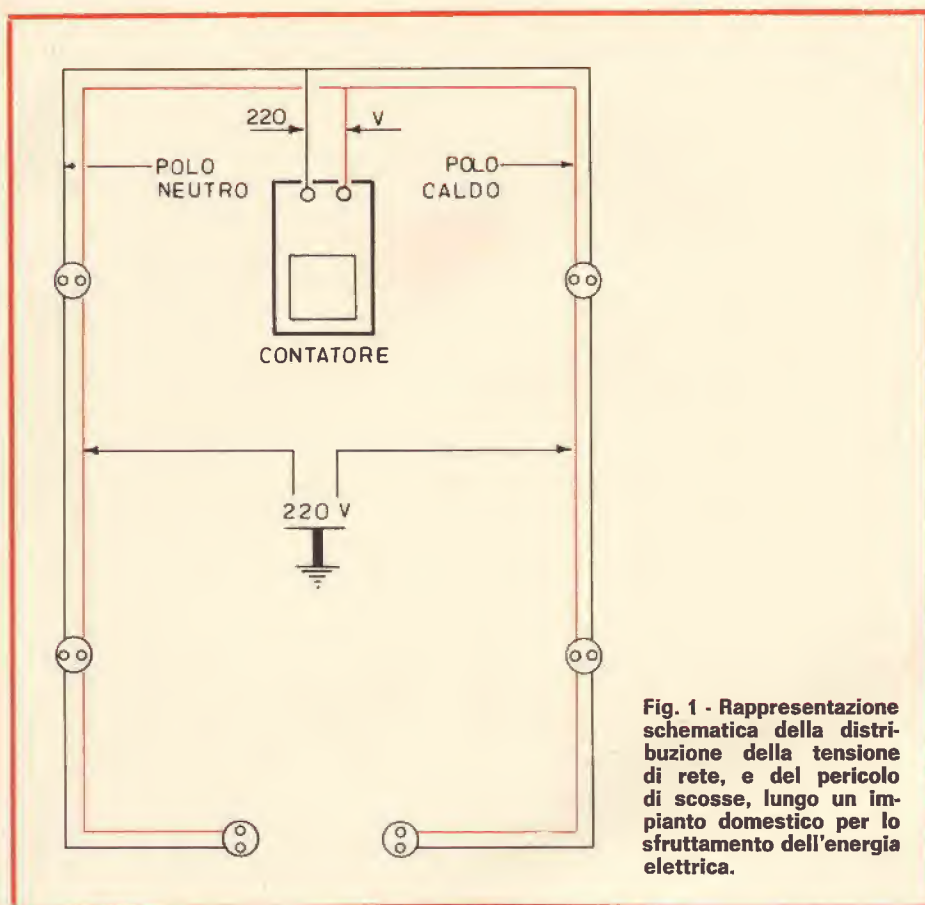 220 V
POLO
NEUTRO
POLO
CALDO
CONTATORE
220 V
Fig. 1 - Rappresentazione
schematica della distri-
buzione della tensione
di rete, e del pericolo
di scosse, lungo un im-
pianto domestico per lo
sfruttamento dell'energia
elettrica.